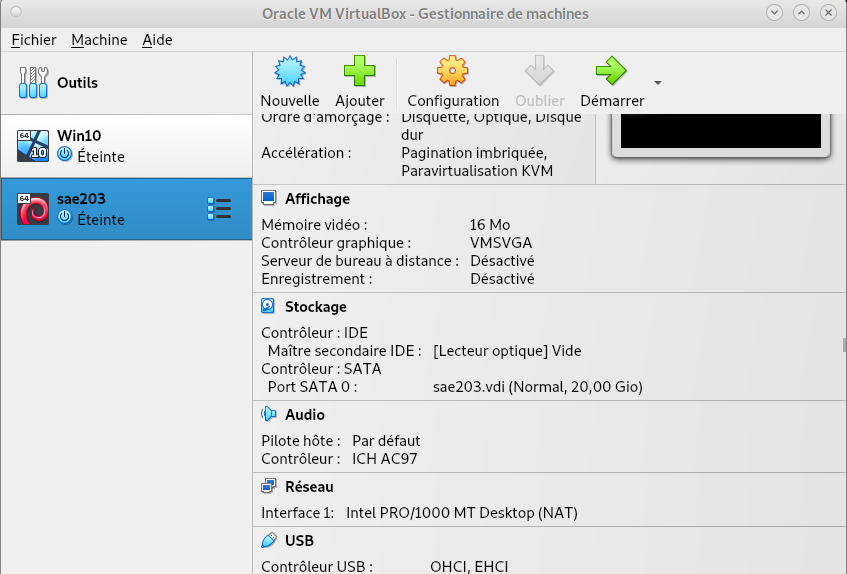 Oracle VM VirtualBox - Gestionnaire de machines
Fichier Machine Aide
Outils
Nouvelle Ajouter Configuration Oublier Démarrer
64
10
Win10
Éteinte
64
sae203
Éteinte
Ordre d'amorçage : Disquette, Optique, Disque
dur
Accélération : Pagination imbriquée,
Paravirtualisation KVM
Affichage
Mémoire vidéo : 16 Mo
Contrôleur graphique : VMSVGA
Serveur de bureau à distance : Désactivé
Enregistrement : Désactivé
Stockage
Contrôleur : IDE
Maître secondaire IDE : [Lecteur optique] Vide
Contrôleur : SATA
Port SATA 0 : sae203.vdi (Normal, 20,00 Gio)
Audio
Pilote hôte : Par défaut
Contrôleur : ICH AC97
Réseau
Interface 1: Intel PRO/1000 MT Desktop (NAT)
USB
Contrôleur USB : OHCI, EHCI